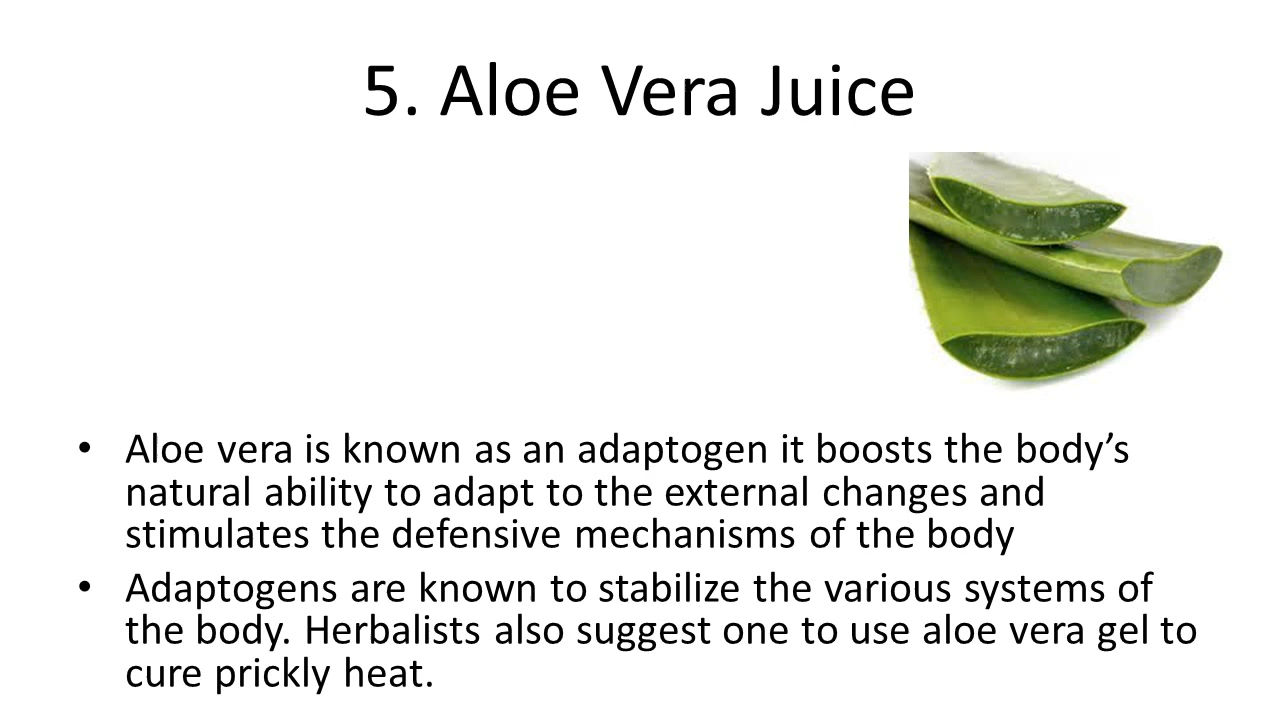 5. Aloe Vera Juice
• Aloe vera is known as an adaptogen it boosts the body’s
natural ability to adapt to the external changes and
stimulates the defensive mechanisms of the body
• Adaptogens are known to stabilize the various systems of
the body. Herbalists also suggest one to use aloe vera gel to
cure prickly heat.